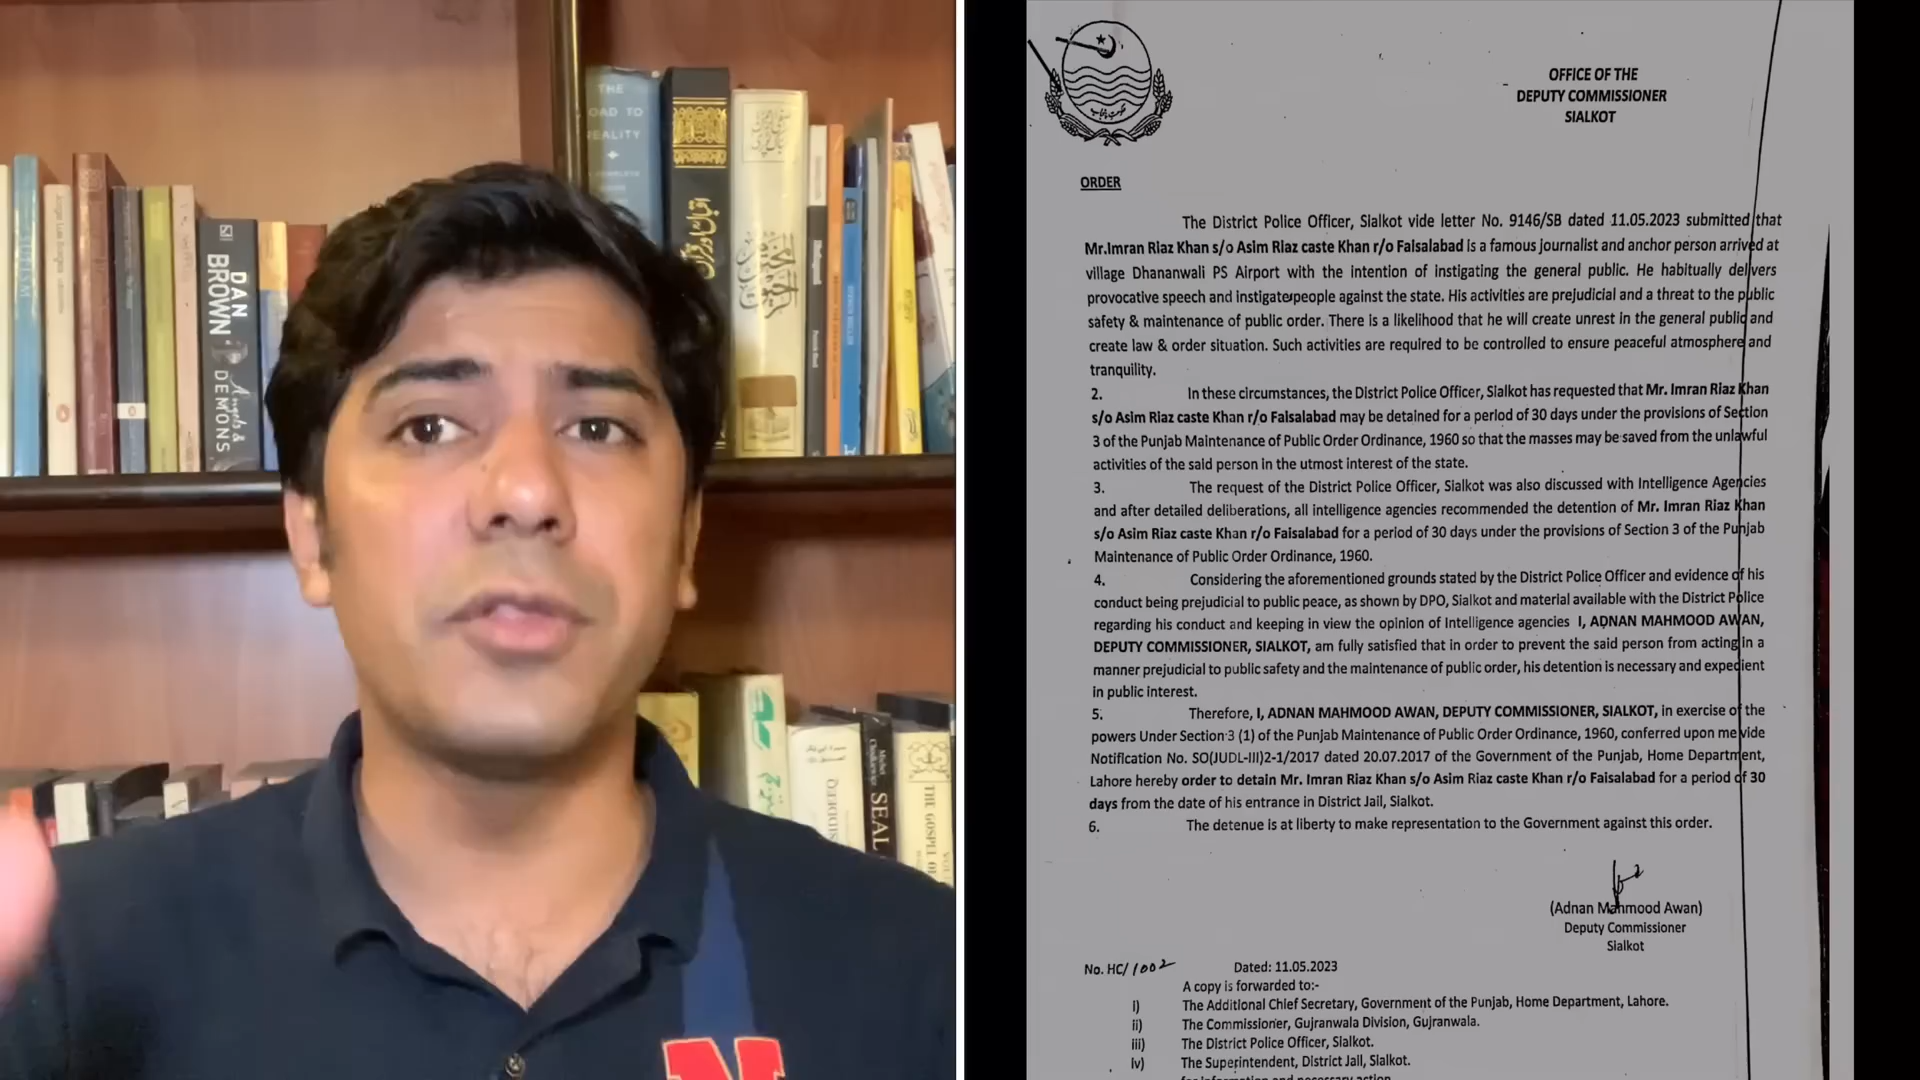 THE
OAD TO
REALITY
DAN
BROWN
Angels &
DEMONS
اقبال اور قرآن
SEAL
THE GOSPEL OF
N
OFFICE OF THE
DEPUTY COMMISSIONER
SIALKOT
ORDER
The District Police Officer, Sialkot vide letter No. 9146/SB dated 11.05.2023 submitted that
Mr.Imran Riaz Khan s/o Asim Riaz caste Khan r/o Faisalabad is a famous journalist and anchor person arrived at
village Dhananwali PS Airport with the intention of instigating the general public. He habitually delivers
provocative speech and instigate people against the state. His activities are prejudicial and a threat to the public
safety & maintenance of public order. There is a likelihood that he will create unrest in the general public and
create law & order situation. Such activities are required to be controlled to ensure peaceful atmosphere and
tranquility.
2. In these circumstances, the District Police Officer, Sialkot has requested that Mr. Imran Riaz Khan
s/o Asim Riaz caste Khan r/o Faisalabad may be detained for a period of 30 days under the provisions of Section
3 of the Punjab Maintenance of Public Order Ordinance, 1960 so that the masses may be saved from the unlawful
activities of the said person in the utmost interest of the state.
3. The request of the District Police Officer, Sialkot was also discussed with Intelligence Agencies
and after detailed deliberations, all intelligence agencies recommended the detention of Mr. Imran Riaz Khan
s/o Asim Riaz caste Khan r/o Faisalabad for a period of 30 days under the provisions of Section 3 of the Punjab
Maintenance of Public Order Ordinance, 1960.
4. Considering the aforementioned grounds stated by the District Police Officer and evidence of his
conduct being prejudicial to public peace, as shown by DPO, Sialkot and material available with the District Police
regarding his conduct and keeping in view the opinion of Intelligence agencies I, ADNAN MAHMOOD AWAN,
DEPUTY COMMISSIONER, SIALKOT, am fully satisfied that in order to prevent the said person from acting in a
manner prejudicial to public safety and the maintenance of public order, his detention is necessary and expedient
in public interest.
5. Therefore, I, ADNAN MAHMOOD AWAN, DEPUTY COMMISSIONER, SIALKOT, in exercise of the
powers Under Section 3 (1) of the Punjab Maintenance of Public Order Ordinance, 1960, conferred upon me vide
Notification No. SO(JUDL-III)2-1/2017 dated 20.07.2017 of the Government of the Punjab, Home Department,
Lahore hereby order to detain Mr. Imran Riaz Khan s/o Asim Riaz caste Khan r/o Faisalabad for a period of 30
days from the date of his entrance in District Jail, Sialkot.
6. The detenue is at liberty to make representation to the Government against this order.
(Adnan Mahmood Awan)
Deputy Commissioner
Sialkot
No. HC/1002 Dated: 11.05.2023
A copy is forwarded to:-
i) The Additional Chief Secretary, Government of the Punjab, Home Department, Lahore.
ii) The Commissioner, Gujranwala Division, Gujranwala.
iii) The District Police Officer, Sialkot.
iv) The Superintendent, District Jail, Sialkot.
for information and necessary action